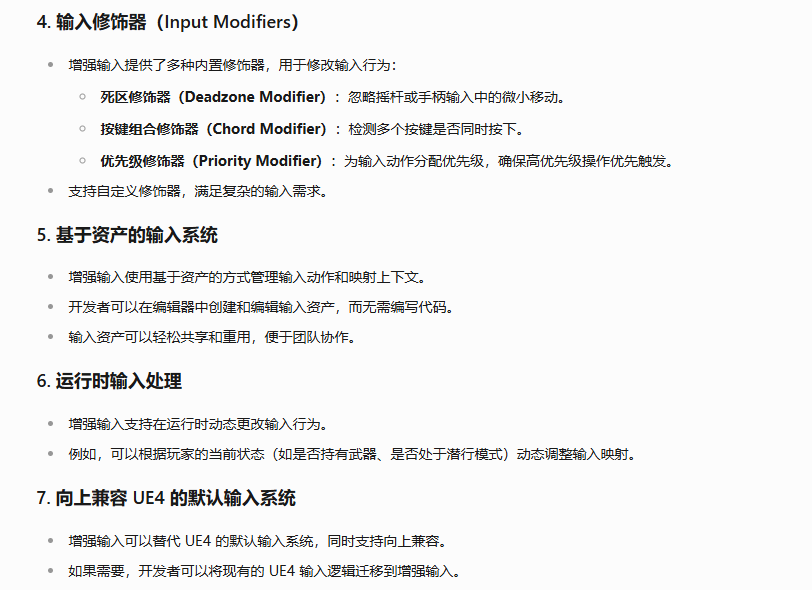 4. 输入修饰器（Input Modifiers）
增强输入提供了多种内置修饰器，用于修改输入行为：
死区修饰器（Deadzone Modifier）：忽略摇杆或手柄输入中的微小移动。
按键组合修饰器（Chord Modifier）：检测多个按键是否同时按下。
优先级修饰器（Priority Modifier）：为输入动作分配优先级，确保高优先级操作优先触发。
支持自定义修饰器，满足复杂的输入需求。
5. 基于资产的输入系统
增强输入使用基于资产的方式管理输入动作和映射上下文。
开发者可以在编辑器中创建和编辑输入资产，而无需编写代码。
输入资产可以轻松共享和重用，便于团队协作。
6. 运行时输入处理
增强输入支持在运行时动态更改输入行为。
例如，可以根据玩家的当前状态（如是否持有武器、是否处于潜行模式）动态调整输入映射。
7. 向上兼容 UE4 的默认输入系统
增强输入可以替代 UE4 的默认输入系统，同时支持向上兼容。
如果需要，开发者可以将现有的 UE4 输入逻辑迁移到增强输入。